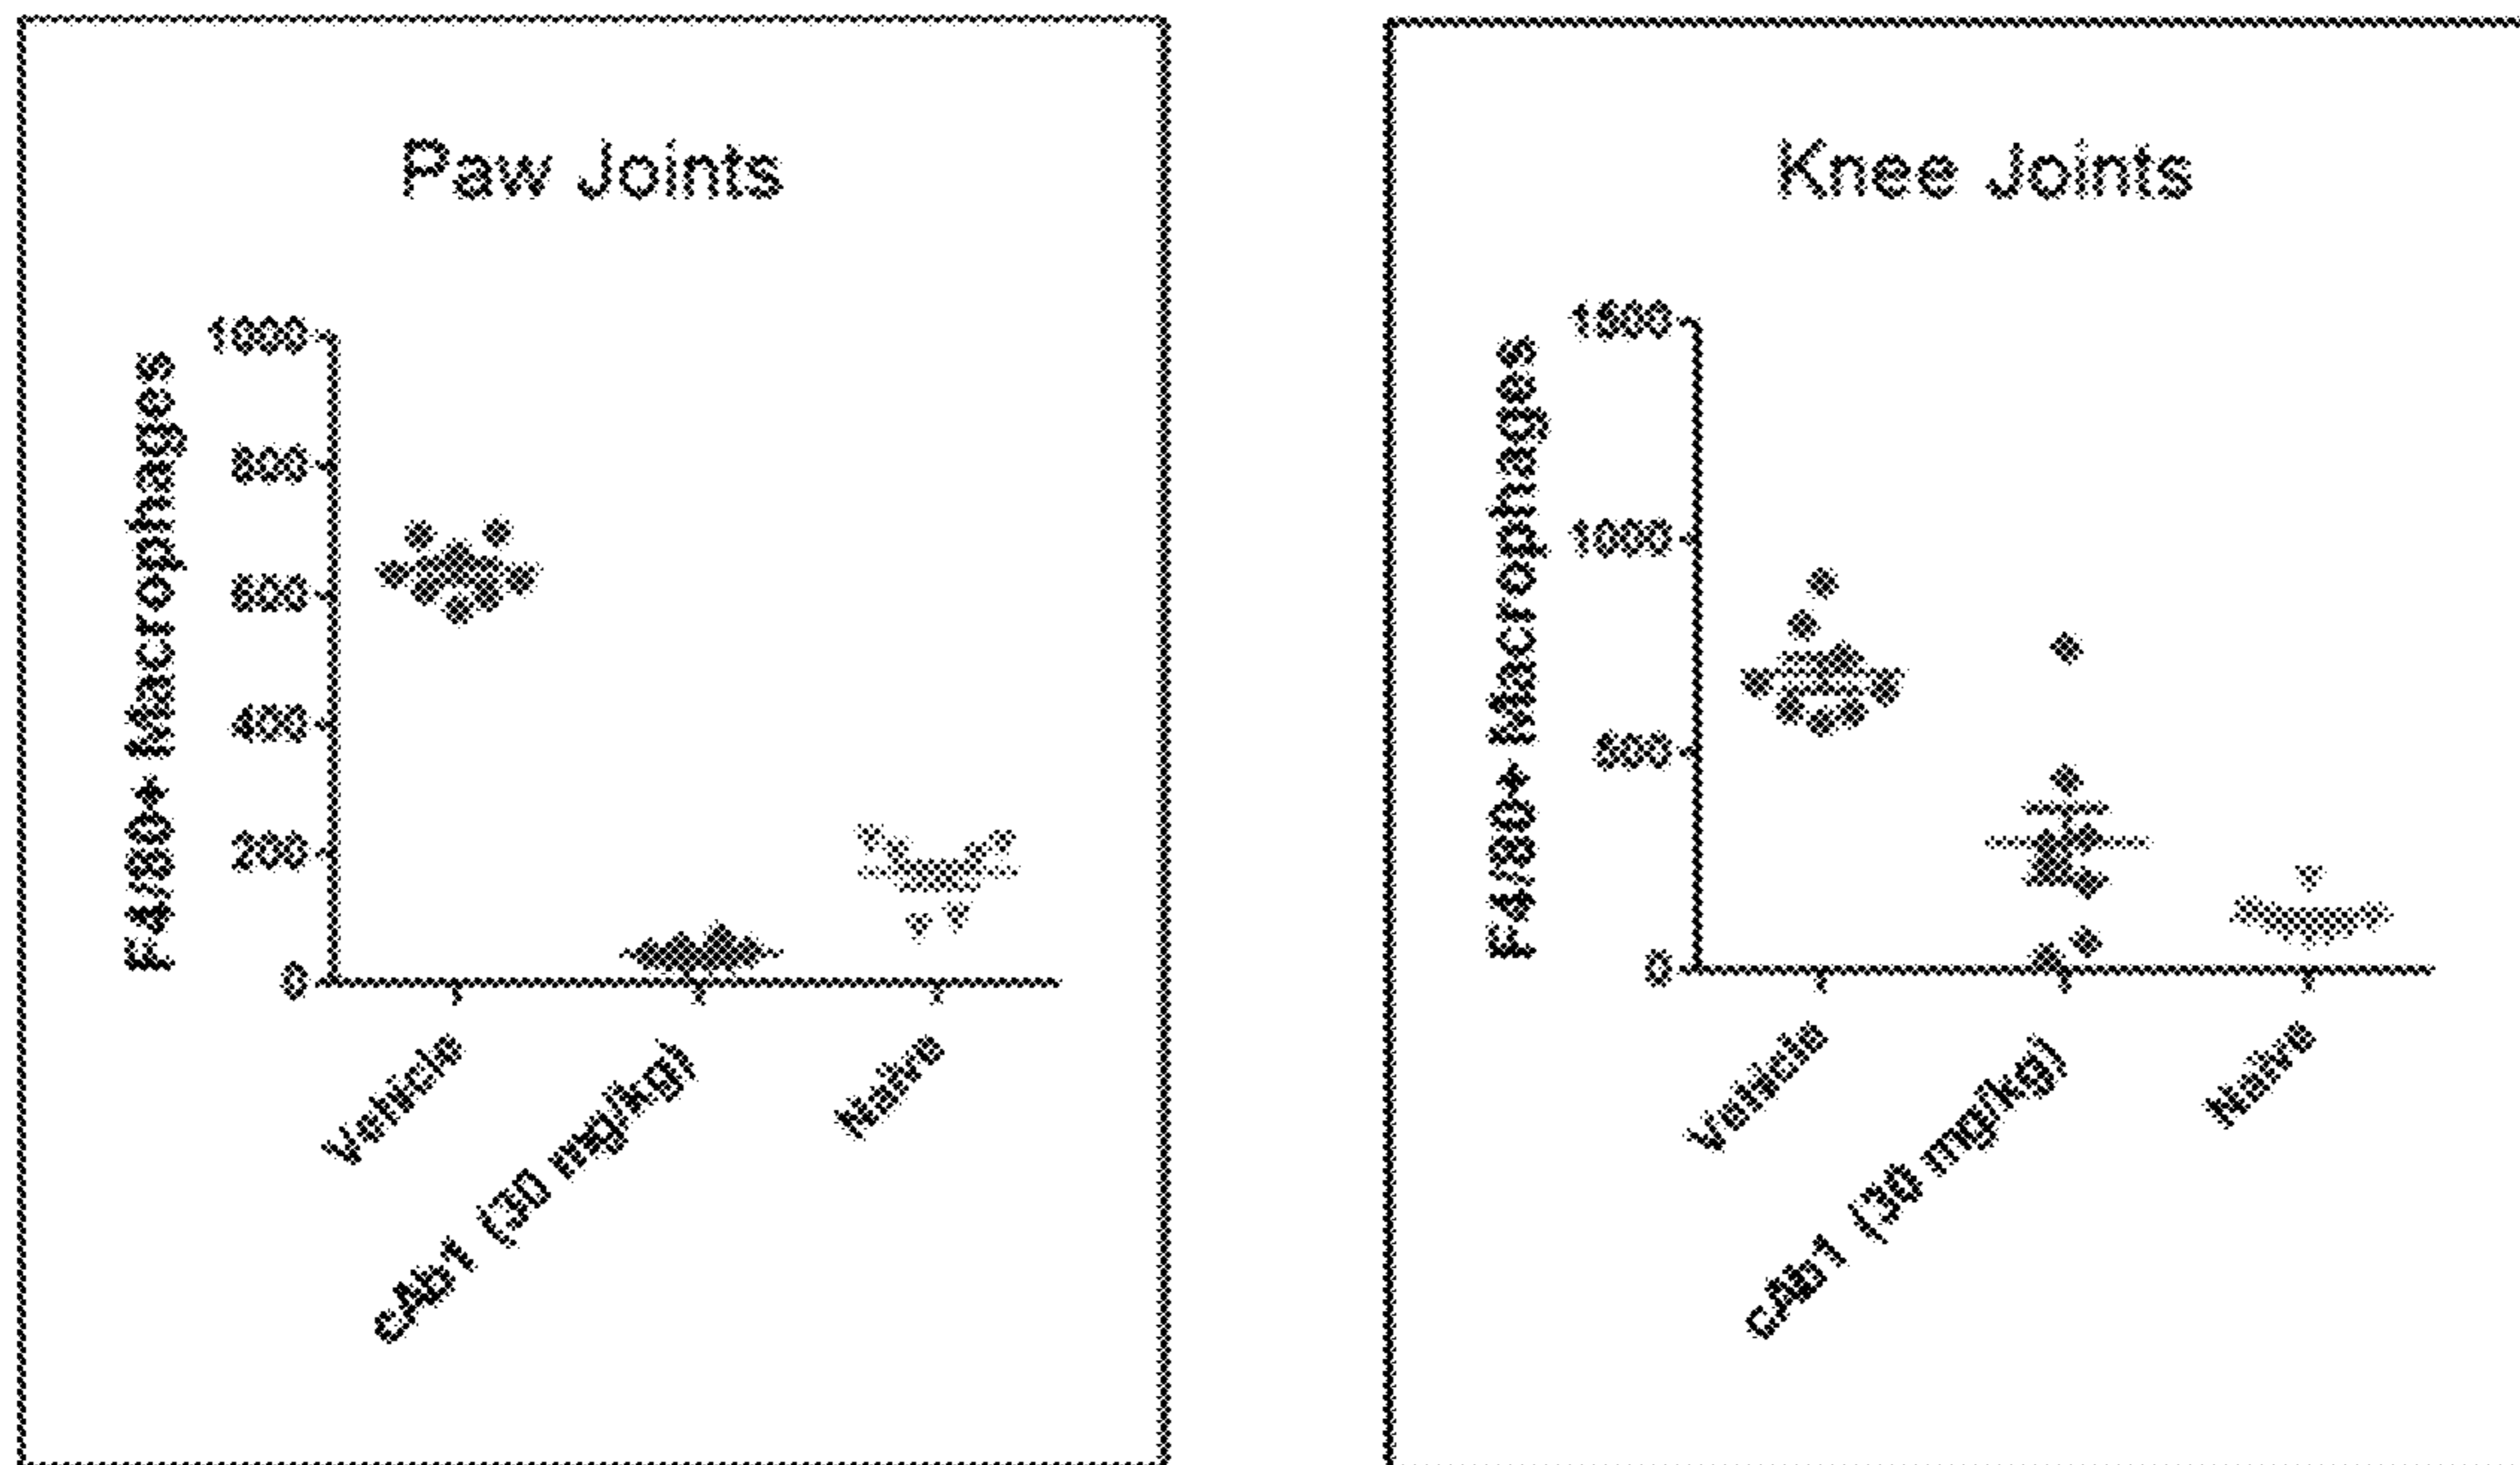 Paw Joints
F4/80+ Macrophages
1000
800
600
400
200
0
Vehicle
cAb1 (30 mg/kg)
Naive
Knee Joints
F4/80+ Macrophages
1500
1000
500
0
Vehicle
cAb1 (30 mg/kg)
Naive